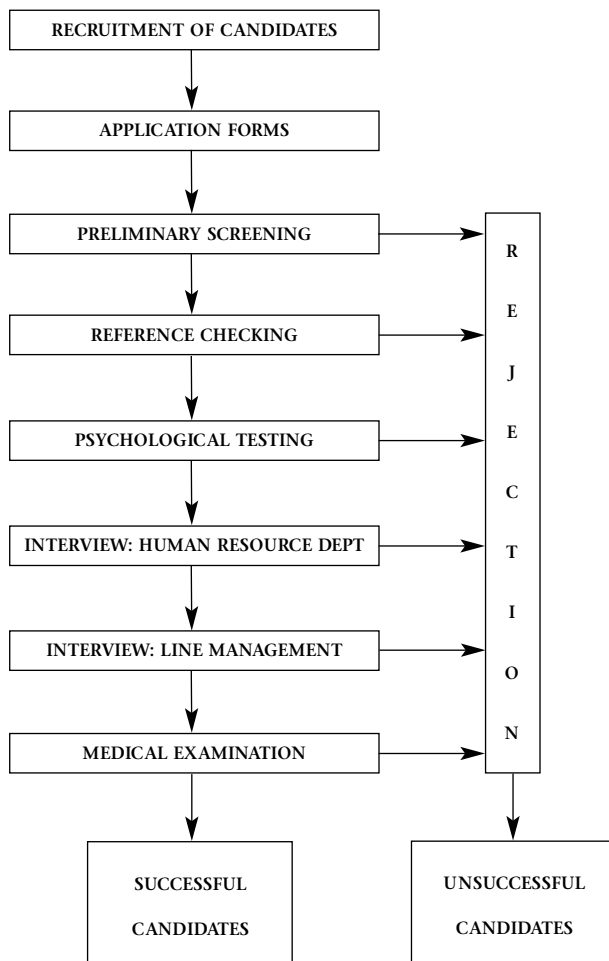 RECRUITMENT OF CANDIDATES
APPLICATION FORMS
PRELIMINARY SCREENING
REFERENCE CHECKING
PSYCHOLOGICAL TESTING
INTERVIEW: HUMAN RESOURCE DEPT
INTERVIEW: LINE MANAGEMENT
MEDICAL EXAMINATION
R
E
J
E
C
T
I
O
N
SUCCESSFUL
CANDIDATES
UNSUCCESSFUL
CANDIDATES